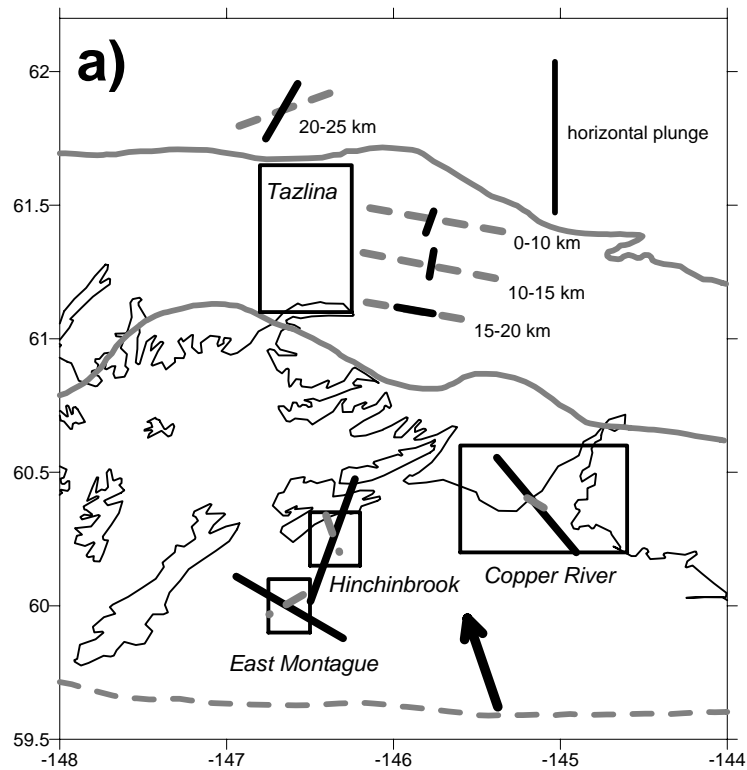 a)
62
20-25 km
horizontal plunge
Tazlina
61.5
0-10 km
10-15 km
15-20 km
61
60.5
Hinchinbrook
Copper River
60
East Montague
59.5
-148
-147
-146
-145
-144